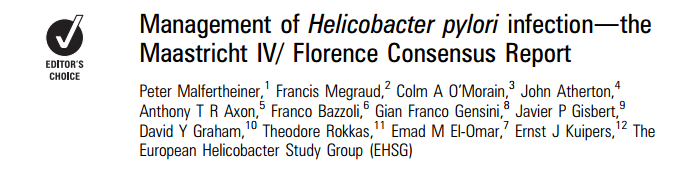 EDITOR'S
CHOICE
Management of Helicobacter pylori infection—the
Maastricht IV/ Florence Consensus Report
Peter Malfertheiner,1 Francis Megraud,2 Colm A O'Morain,3 John Atherton,4
Anthony T R Axon,5 Franco Bazzoli,6 Gian Franco Gensini,8 Javier P Gisbert,9
David Y Graham,10 Theodore Rokkas,11 Emad M El-Omar,7 Ernst J Kuipers,12 The
European Helicobacter Study Group (EHSG)